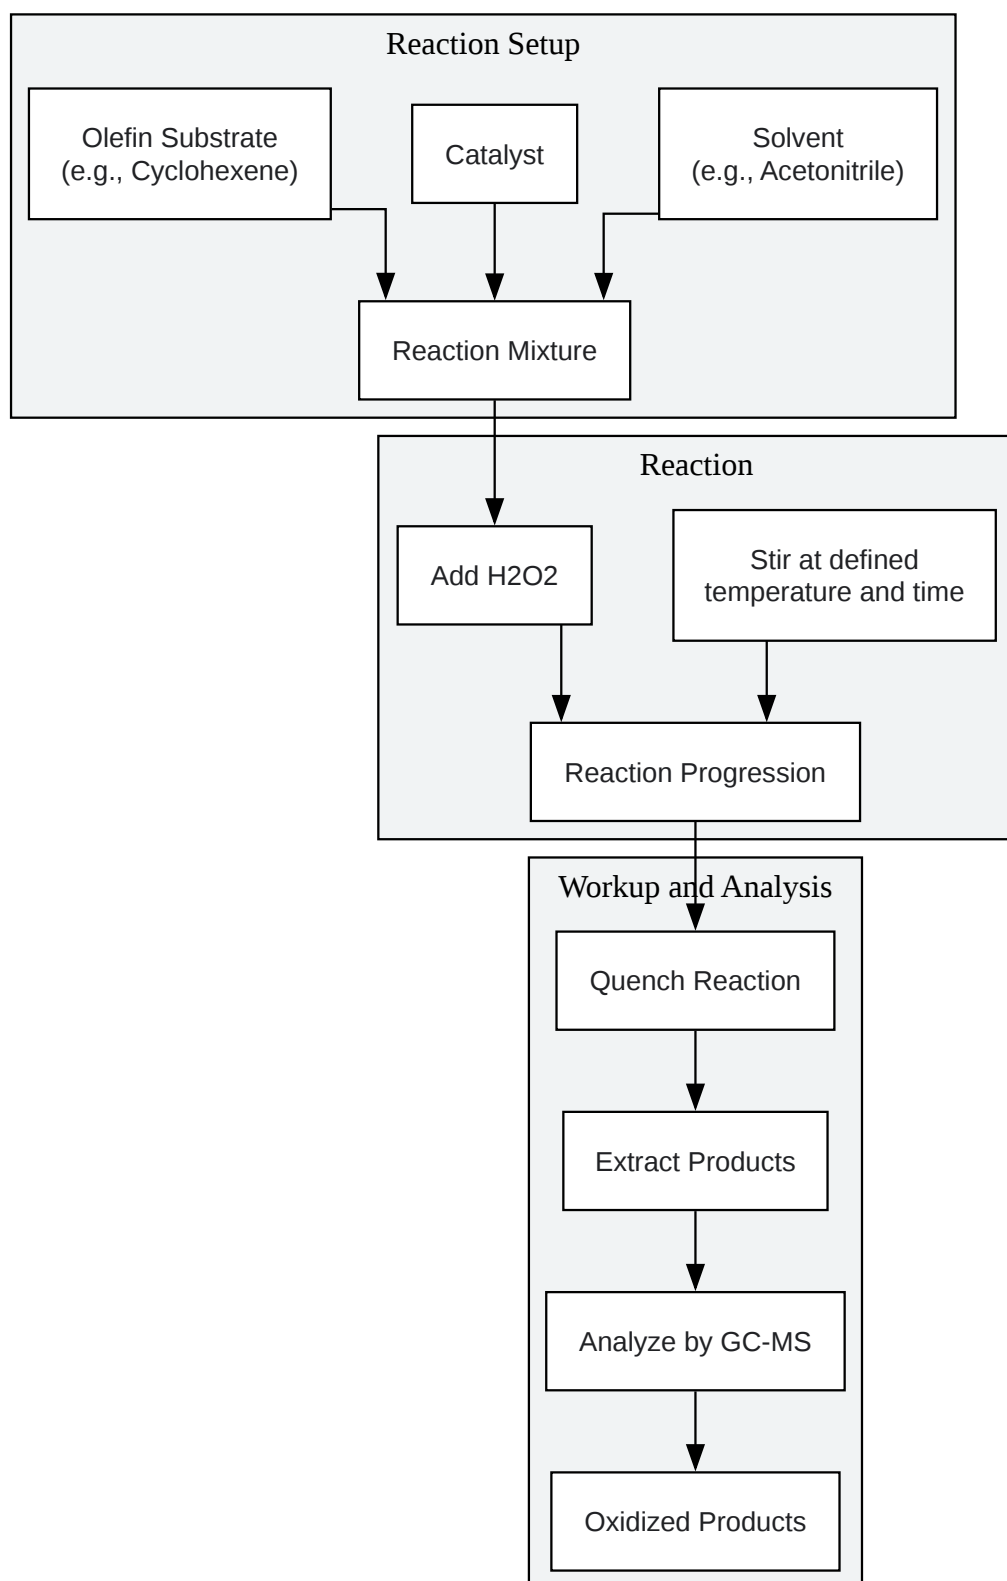 Reaction Setup
Olefin Substrate
(e.g., Cyclohexene)
Catalyst
Solvent
(e.g., Acetonitrile)
Reaction Mixture
Reaction
Add H2O2
Stir at defined
temperature and time
Reaction Progression
Workup and Analysis
Quench Reaction
Extract Products
Analyze by GC-MS
Oxidized Products